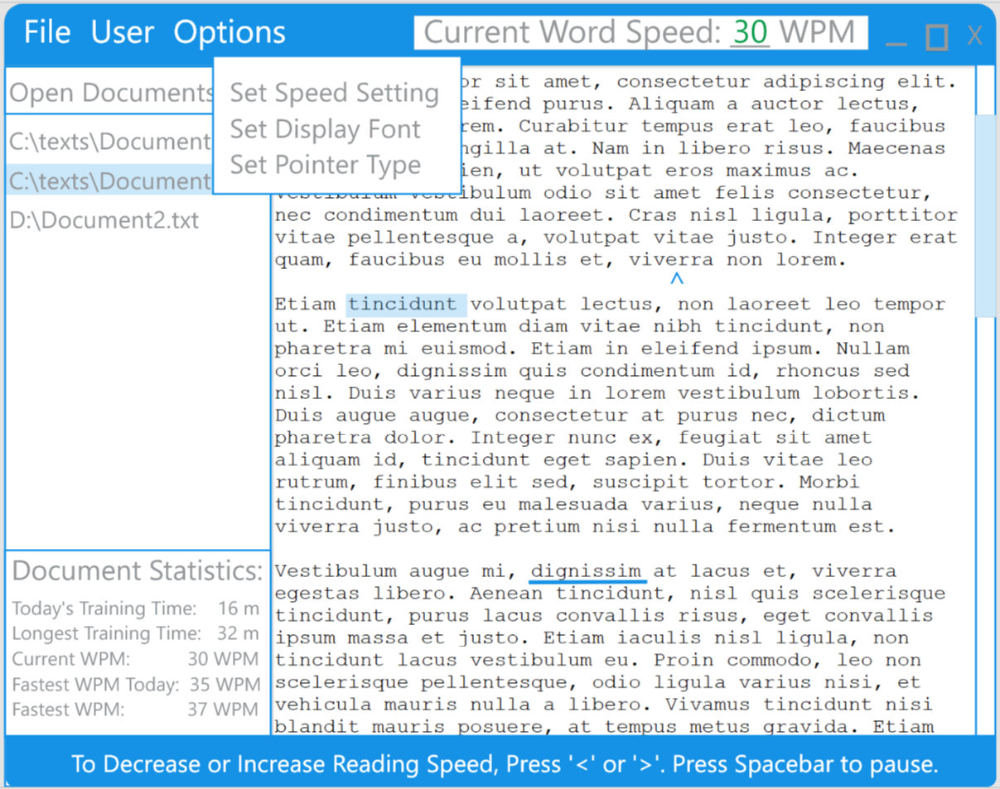 File User Options
Current Word Speed: 30 WPM
_ X
Open Documents
C:\texts\Document
C:\texts\Document
D:\Document2.txt
Set Speed Setting
Set Display Font
Set Pointer Type
or sit amet, consectetur adipiscing elit.
eifend purus. Aliquam a auctor lectus,
rem. Curabitur tempus erat leo, faucibus
ngilla at. Nam in libero risus. Maecenas
ien, ut volutpat eros maximus ac.
vestibulum vestibulum odio sit amet felis consectetur,
nec condimentum dui laoreet. Cras nisl ligula, porttitor
vitae pellentesque a, volutpat vitae justo. Integer erat
quam, faucibus eu mollis et, viverra non lorem.
^
Etiam tincidunt volutpat lectus, non laoreet leo tempor
ut. Etiam elementum diam vitae nibh tincidunt, non
pharetra mi euismod. Etiam in eleifend ipsum. Nullam
orci leo, dignissim quis condimentum id, rhoncus sed
nisl. Duis varius neque in lorem vestibulum lobortis.
Duis augue augue, consectetur at purus nec, dictum
pharetra dolor. Integer nunc ex, feugiat sit amet
aliquam id, tincidunt eget sapien. Duis vitae leo
rutrum, finibus elit sed, suscipit tortor. Morbi
tincidunt, purus eu malesuada varius, neque nulla
viverra justo, ac pretium nisi nulla fermentum est.
Vestibulum augue mi, dignissim at lacus et, viverra
egestas libero. Aenean tincidunt, nisl quis scelerisque
tincidunt, purus lacus convallis risus, eget convallis
ipsum massa et justo. Etiam iaculis nisl ligula, non
tincidunt lacus vestibulum eu. Proin commodo, leo non
scelerisque pellentesque, odio ligula varius nisi, et
vehicula mauris nulla a libero. Vivamus tincidunt nisi
blandit mauris posuere, at tempus metus gravida. Etiam
Document Statistics:
Today's Training Time: 16 m
Longest Training Time: 32 m
Current WPM: 30 WPM
Fastest WPM Today: 35 WPM
Fastest WPM: 37 WPM
To Decrease or Increase Reading Speed, Press '<' or '>'. Press Spacebar to pause.